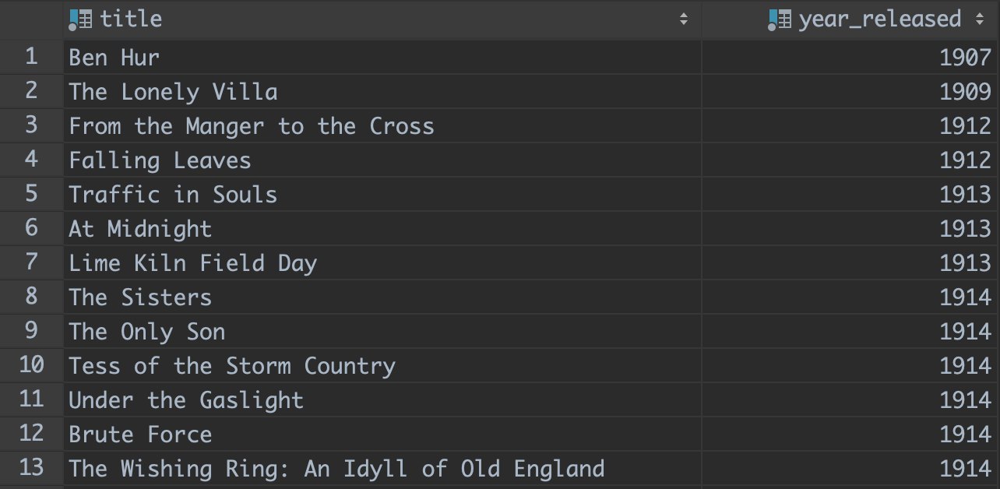 title year_released
1 Ben Hur 1907
2 The Lonely Villa 1909
3 From the Manger to the Cross 1912
4 Falling Leaves 1912
5 Traffic in Souls 1913
6 At Midnight 1913
7 Lime Kiln Field Day 1913
8 The Sisters 1914
9 The Only Son 1914
10 Tess of the Storm Country 1914
11 Under the Gaslight 1914
12 Brute Force 1914
13 The Wishing Ring: An Idyll of Old England 1914